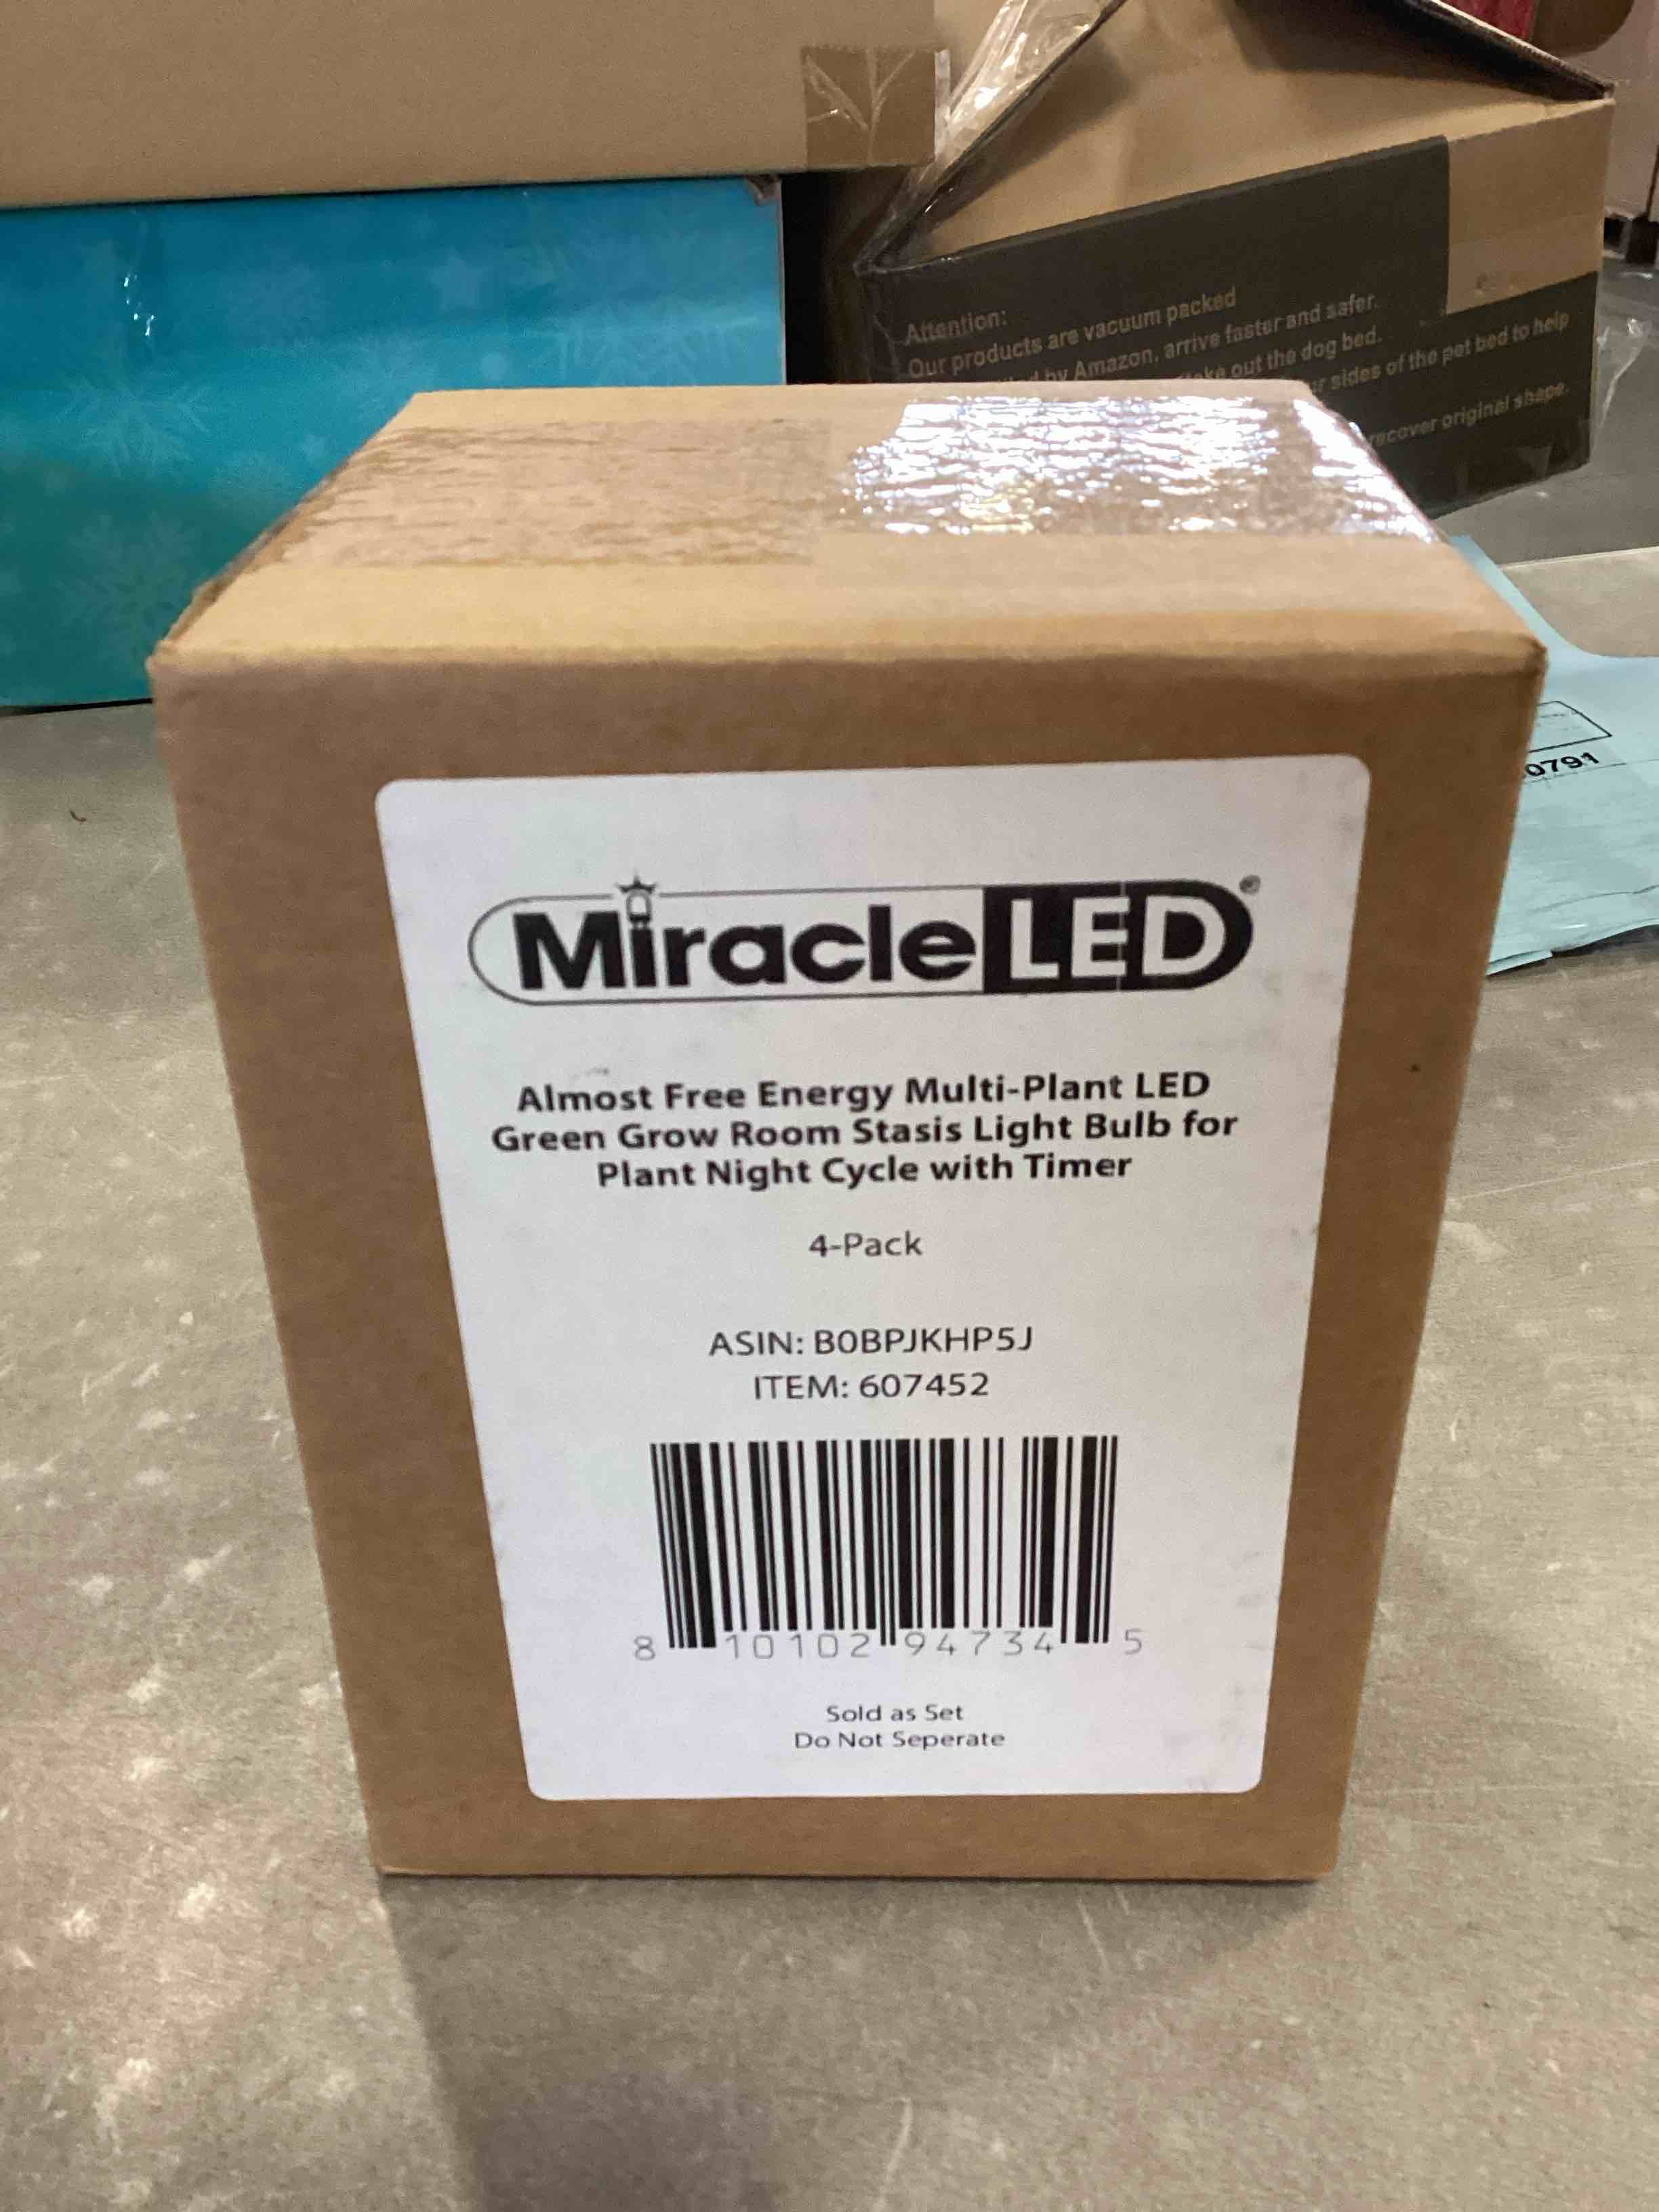 Attention:
Our products are vacuum packed
by Amazon, arrive faster and safer.
out the dog bed.
sides of the pet bed to help
recover original shape.
0791
MiracleLED®
Almost Free Energy Multi-Plant LED
Green Grow Room Stasis Light Bulb for
Plant Night Cycle with Timer
4-Pack
ASIN: B0BPJKHP5J
ITEM: 607452
8 10102 94734 5
Sold as Set
Do Not Seperate